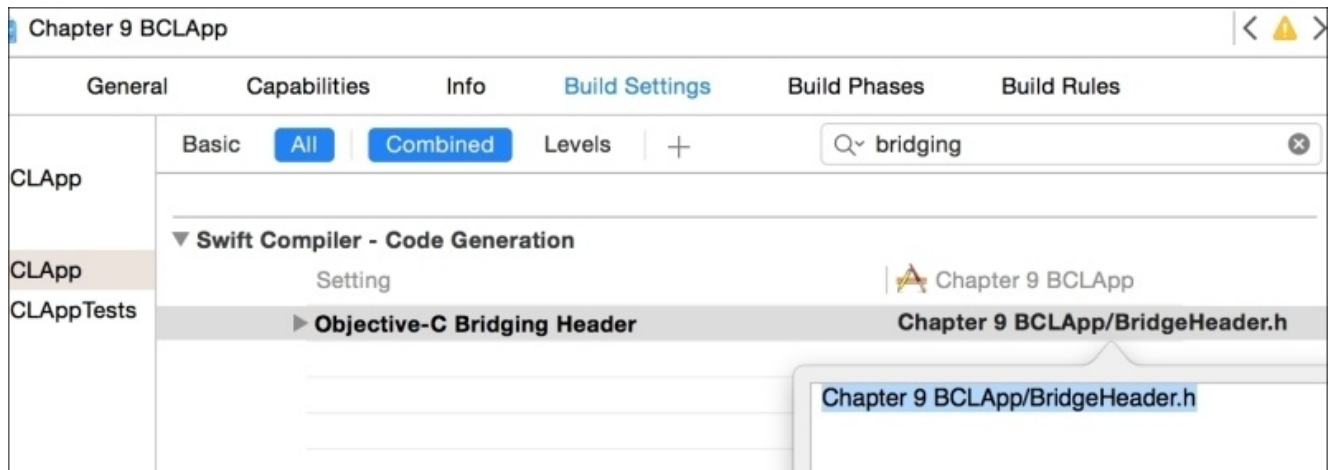 Chapter 9 BCLApp
General Capabilities Info Build Settings Build Phases Build Rules
Basic All Combined Levels + bridging
CLApp
Swift Compiler - Code Generation
CLApp
Setting Chapter 9 BCLApp
CLAppTests
Objective-C Bridging Header Chapter 9 BCLApp/BridgeHeader.h
Chapter 9 BCLApp/BridgeHeader.h